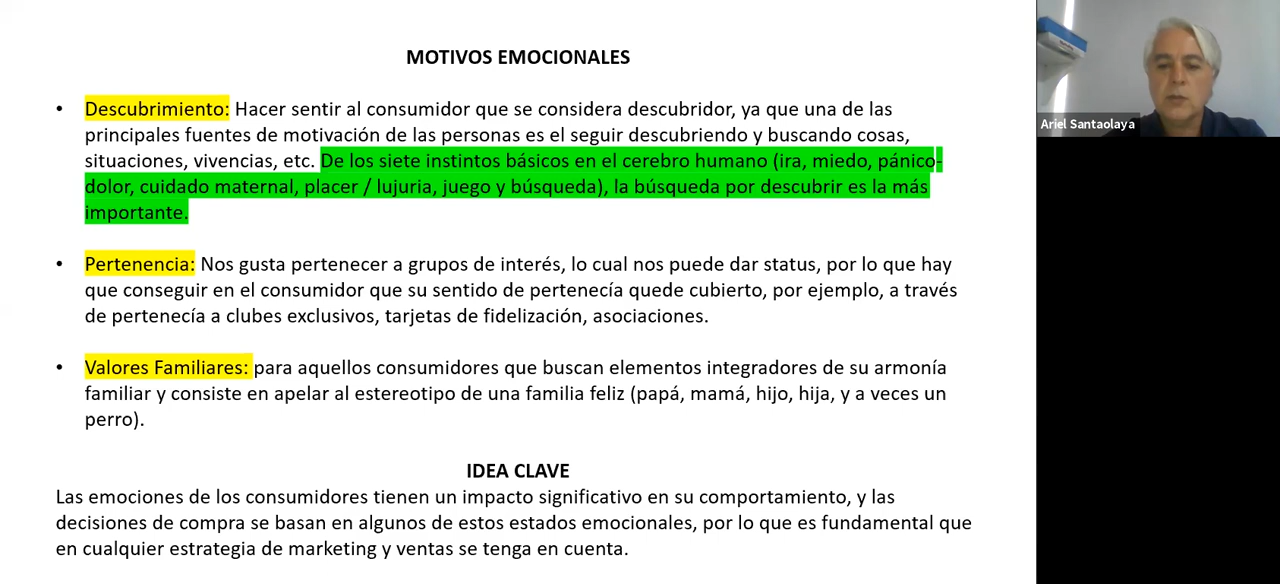 MOTIVOS EMOCIONALES
• Descubrimiento: Hacer sentir al consumidor que se considera descubridor, ya que una de las
principales fuentes de motivación de las personas es el seguir descubriendo y buscando cosas,
situaciones, vivencias, etc. De los siete instintos básicos en el cerebro humano (ira, miedo, pánico-
dolor, cuidado maternal, placer / lujuria, juego y búsqueda), la búsqueda por descubrir es la más
importante.
• Pertenencia: Nos gusta pertenecer a grupos de interés, lo cual nos puede dar status, por lo que hay
que conseguir en el consumidor que su sentido de pertenecía quede cubierto, por ejemplo, a través
de pertenecía a clubes exclusivos, tarjetas de fidelización, asociaciones.
• Valores Familiares: para aquellos consumidores que buscan elementos integradores de su armonía
familiar y consiste en apelar al estereotipo de una familia feliz (papá, mamá, hijo, hija, y a veces un
perro).
IDEA CLAVE
Las emociones de los consumidores tienen un impacto significativo en su comportamiento, y las
decisiones de compra se basan en algunos de estos estados emocionales, por lo que es fundamental que
en cualquier estrategia de marketing y ventas se tenga en cuenta.
Ariel Santaolaya